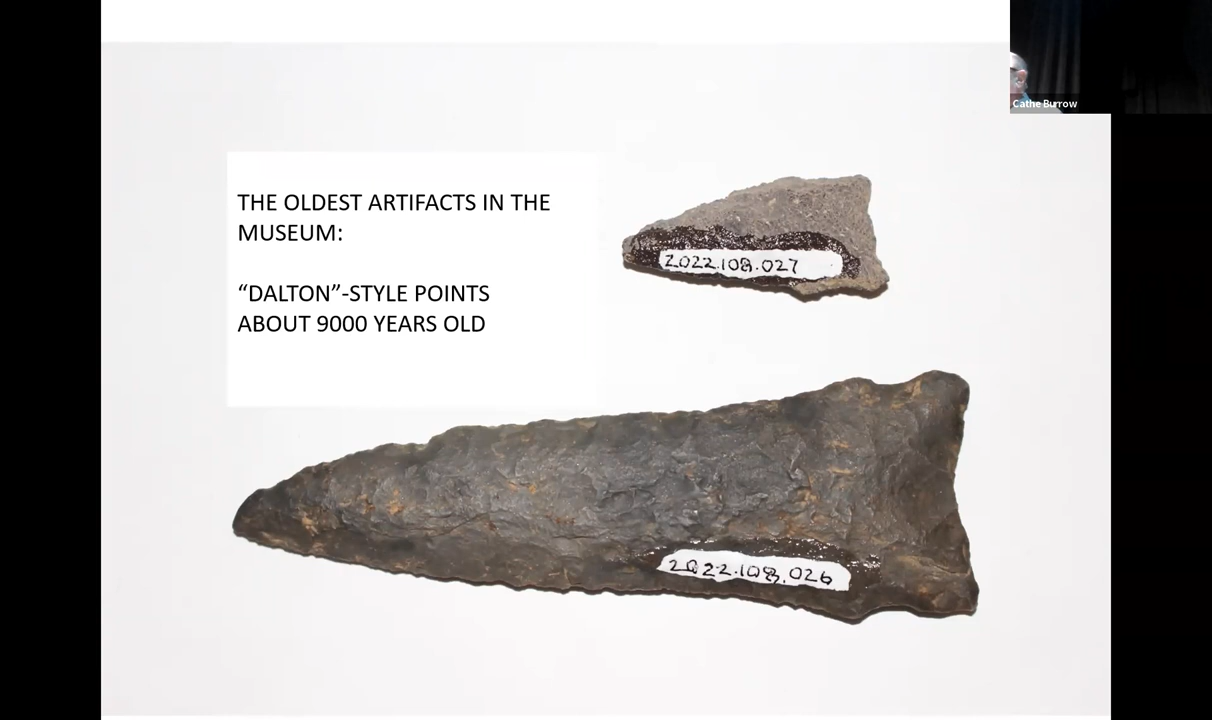 Cathe Burrow
THE OLDEST ARTIFACTS IN THE
MUSEUM:
“DALTON”-STYLE POINTS
ABOUT 9000 YEARS OLD
2022.108.027
2022.108.026